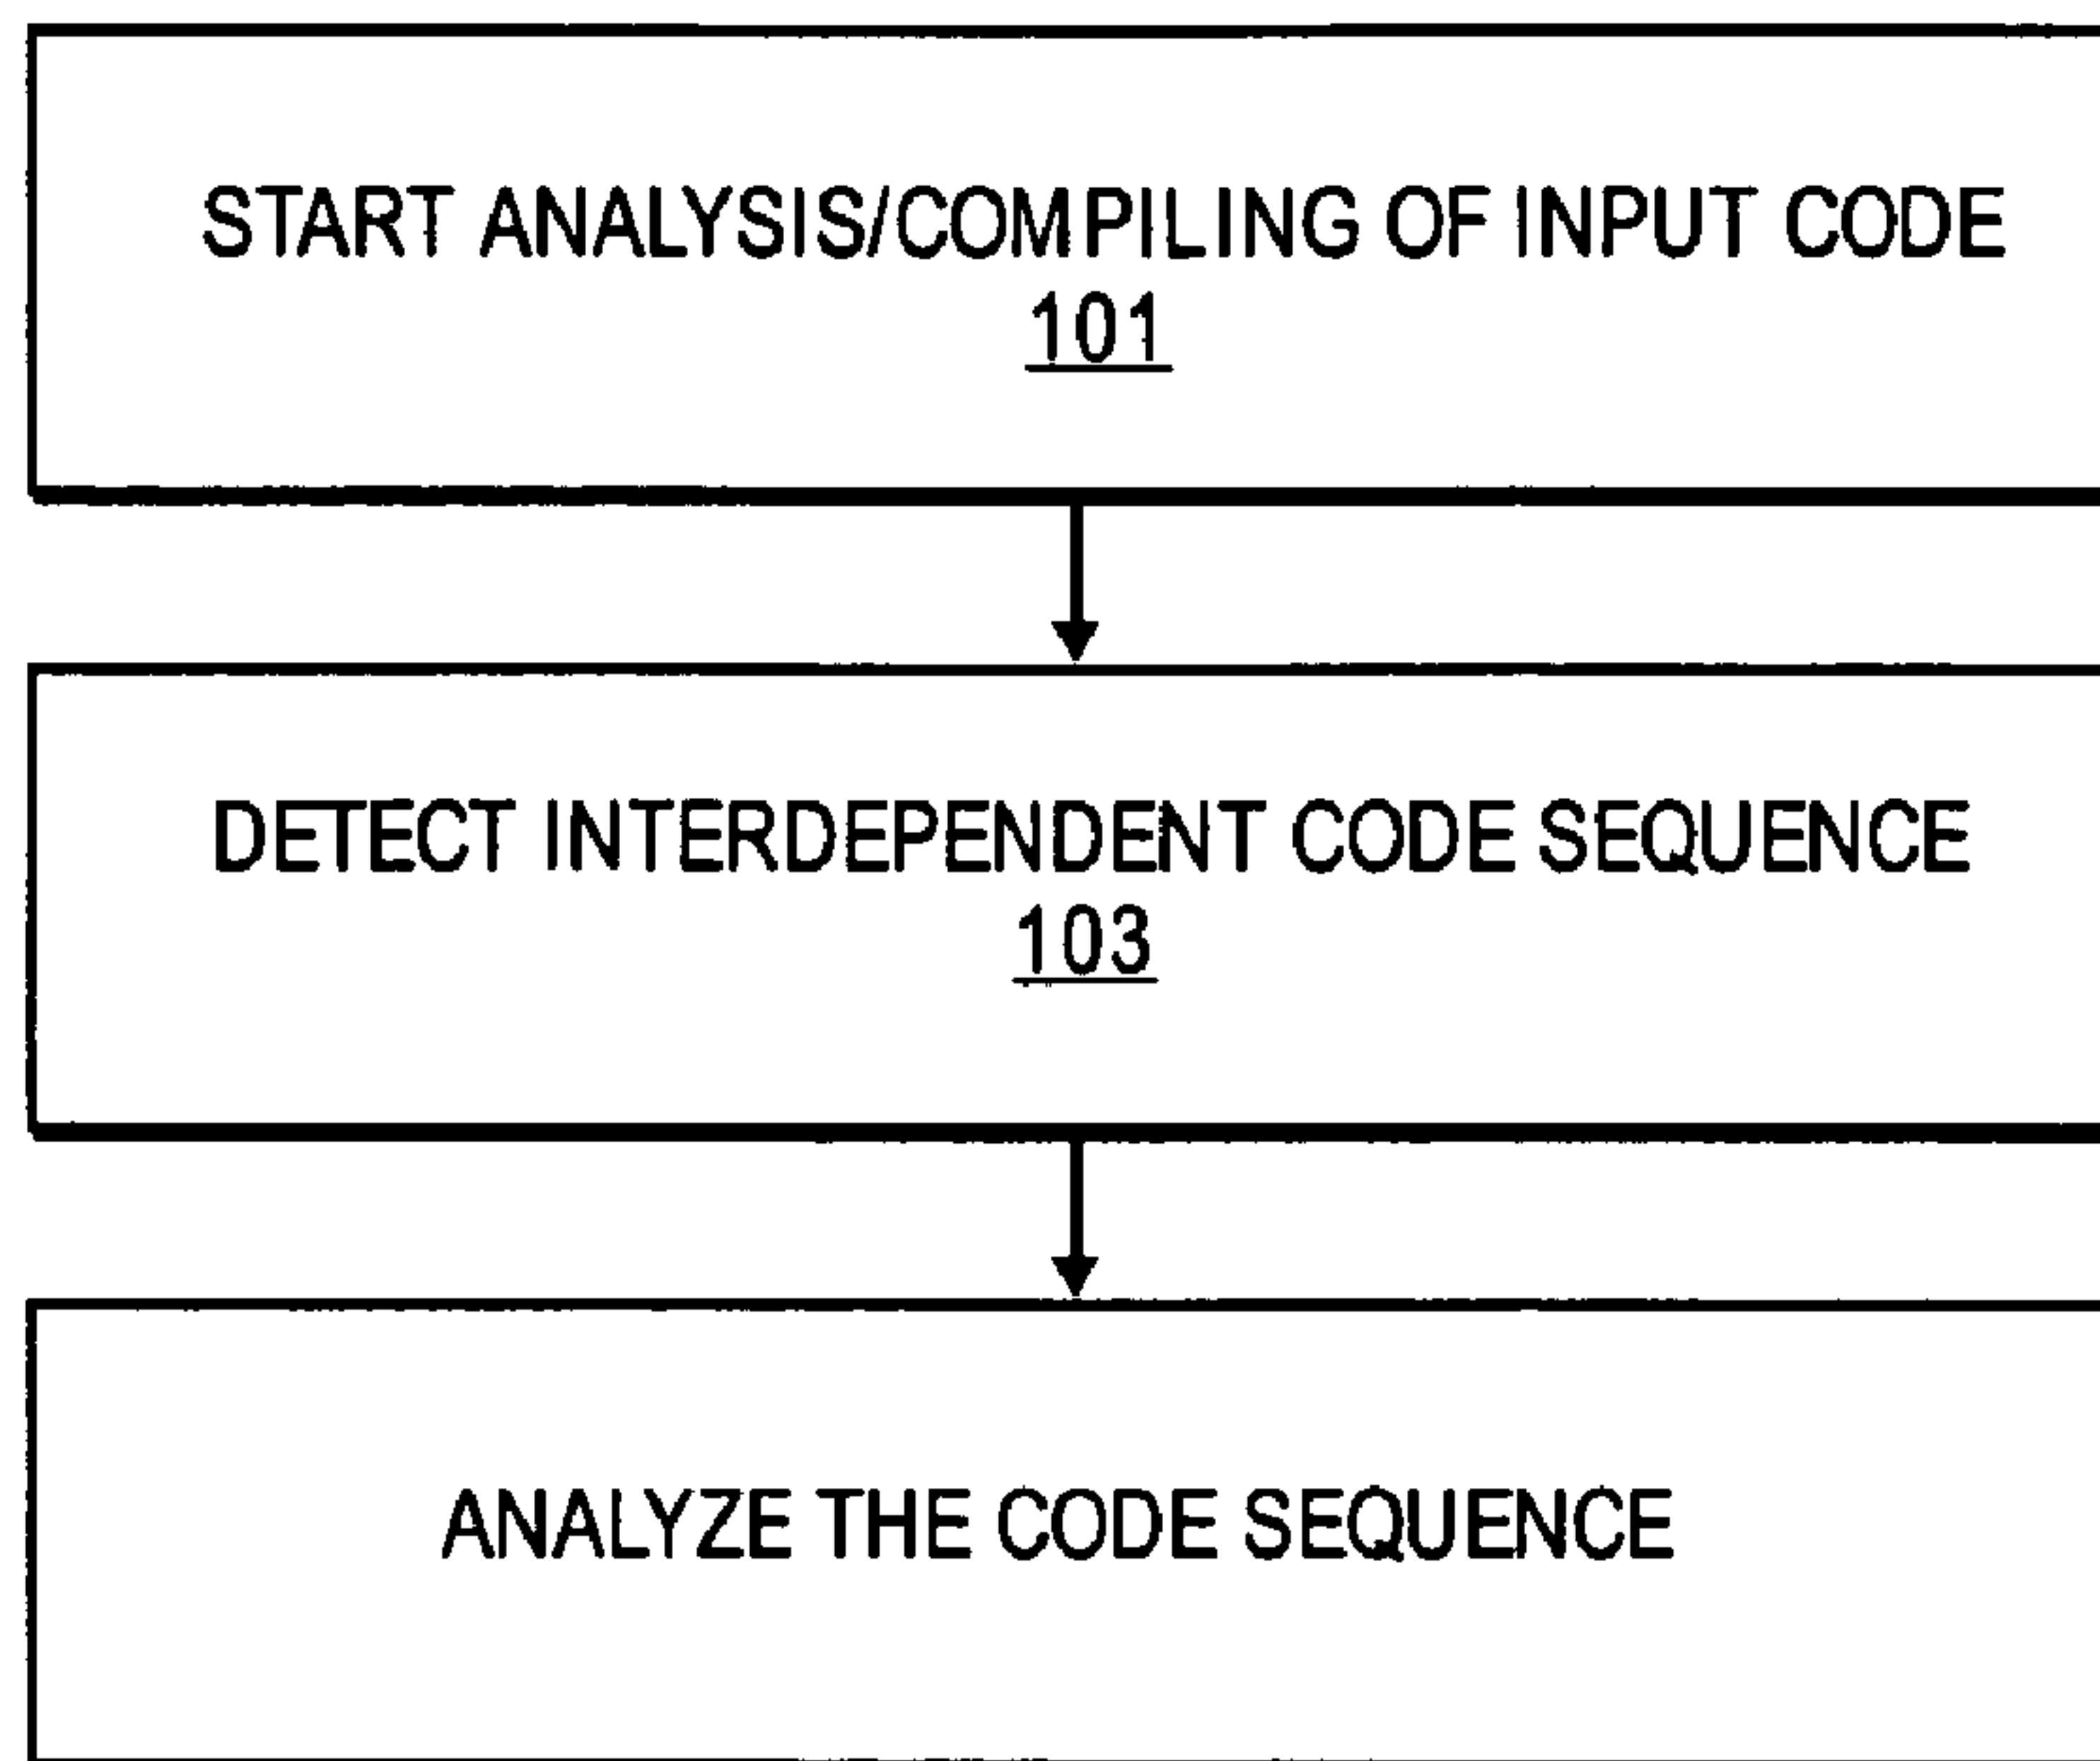 START ANALYSIS/COMPILING OF INPUT CODE
101
DETECT INTERDEPENDENT CODE SEQUENCE
103
ANALYZE THE CODE SEQUENCE